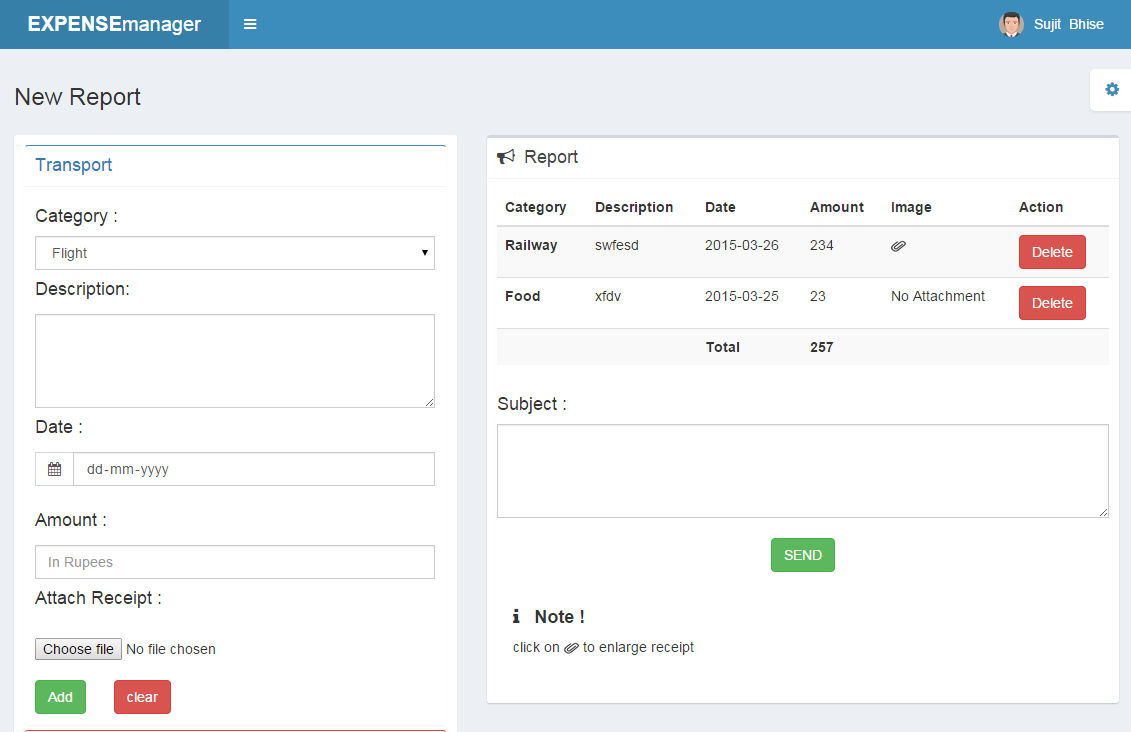 EXPENSEmanager
Sujit Bhise
New Report
Transport
Category :
Flight
Description:
Date :
dd-mm-yyyy
Amount :
In Rupees
Attach Receipt :
Choose file No file chosen
Add clear
Report
Category Description Date Amount Image Action
Railway swfesd 2015-03-26 234 Delete
Food xfdv 2015-03-25 23 No Attachment Delete
Total 257
Subject :
SEND
Note !
click on to enlarge receipt